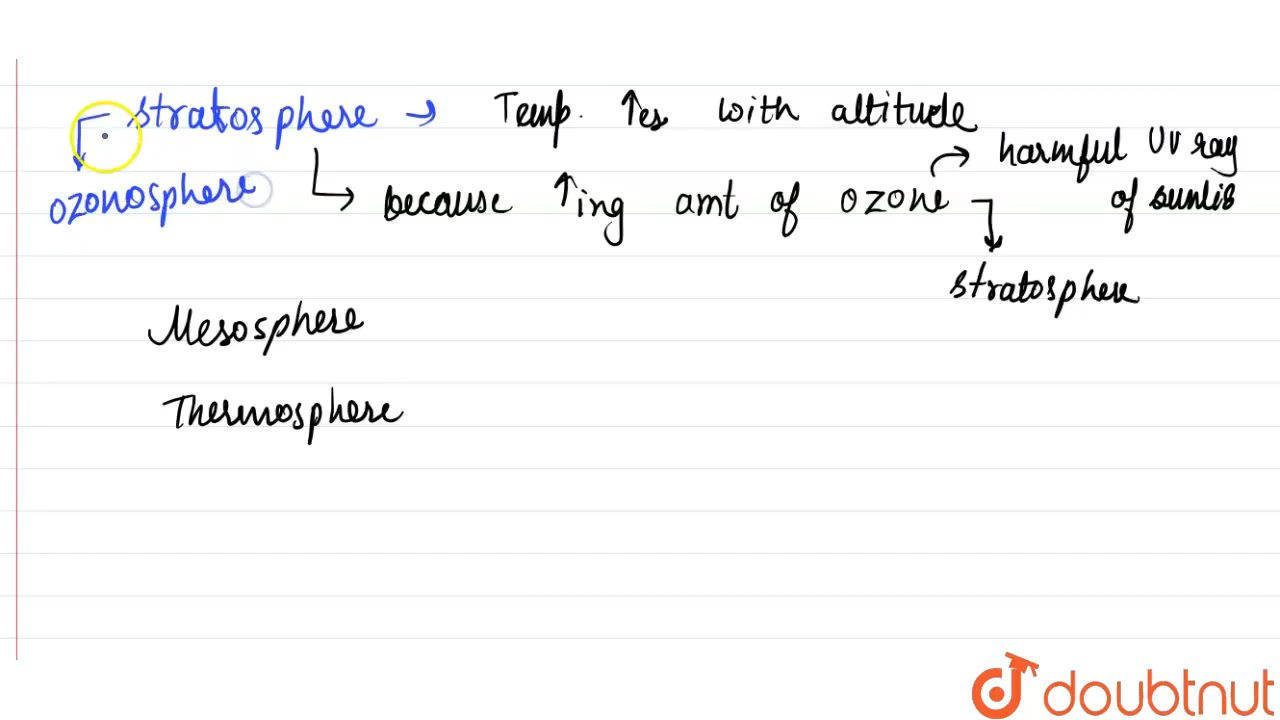 stratosphere → Temp. ↑es with altitude
→ harmful UV ray
ozonosphere ↳ because ↑ing amt of ozone of sunlis
stratosphere
Mesosphere
Thermosphere
doubtnut